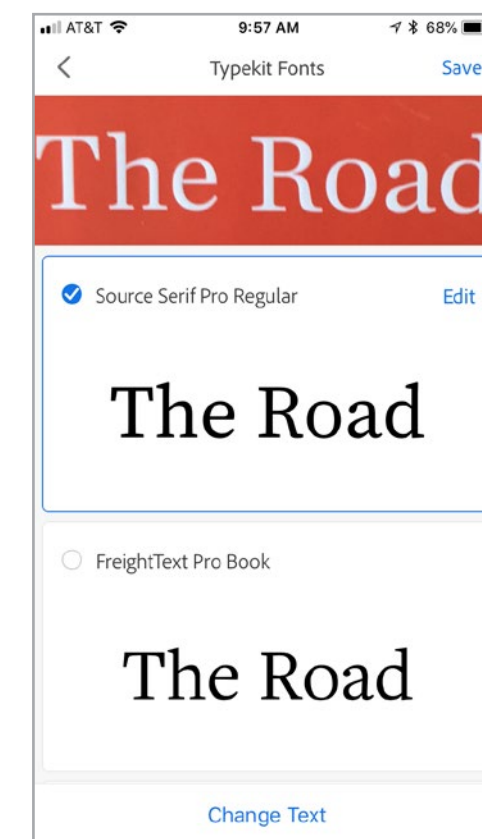 AT&T 9:57 AM 68%
Typekit Fonts Save
The Road
Source Serif Pro Regular Edit
The Road
FreightText Pro Book
The Road
Change Text